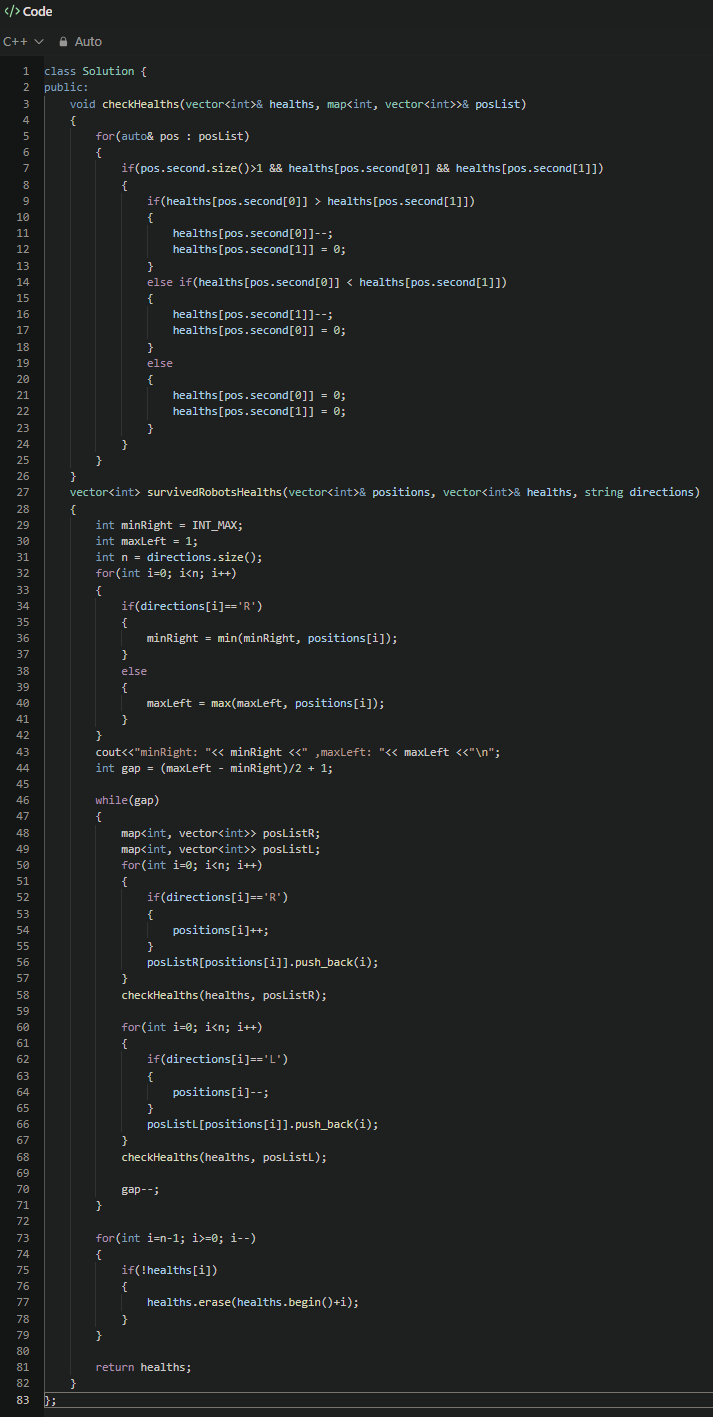 </> Code
C++ Auto
1 class Solution {
2 public:
3 void checkHealths(vector<int>& healths, map<int, vector<int>>& posList)
4 {
5 for(auto& pos : posList)
6 {
7 if(pos.second.size()>1 && healths[pos.second[0]] && healths[pos.second[1]])
8 {
9 if(healths[pos.second[0]] > healths[pos.second[1]])
10 {
11 healths[pos.second[0]]--;
12 healths[pos.second[1]] = 0;
13 }
14 else if(healths[pos.second[0]] < healths[pos.second[1]])
15 {
16 healths[pos.second[1]]--;
17 healths[pos.second[0]] = 0;
18 }
19 else
20 {
21 healths[pos.second[0]] = 0;
22 healths[pos.second[1]] = 0;
23 }
24 }
25 }
26 }
27 vector<int> survivedRobotsHealths(vector<int>& positions, vector<int>& healths, string directions)
28 {
29 int minRight = INT_MAX;
30 int maxLeft = 1;
31 int n = directions.size();
32 for(int i=0; i<n; i++)
33 {
34 if(directions[i]=='R')
35 {
36 minRight = min(minRight, positions[i]);
37 }
38 else
39 {
40 maxLeft = max(maxLeft, positions[i]);
41 }
42 }
43 cout<<"minRight: "<< minRight <<" ,maxLeft: "<< maxLeft <<"\n";
44 int gap = (maxLeft - minRight)/2 + 1;
45
46 while(gap)
47 {
48 map<int, vector<int>> posListR;
49 map<int, vector<int>> posListL;
50 for(int i=0; i<n; i++)
51 {
52 if(directions[i]=='R')
53 {
54 positions[i]++;
55 }
56 posListR[positions[i]].push_back(i);
57 }
58 checkHealths(healths, posListR);
59
60 for(int i=0; i<n; i++)
61 {
62 if(directions[i]=='L')
63 {
64 positions[i]--;
65 }
66 posListL[positions[i]].push_back(i);
67 }
68 checkHealths(healths, posListL);
69
70 gap--;
71 }
72
73 for(int i=n-1; i>=0; i--)
74 {
75 if(!healths[i])
76 {
77 healths.erase(healths.begin()+i);
78 }
79 }
80
81 return healths;
82 }
83 };